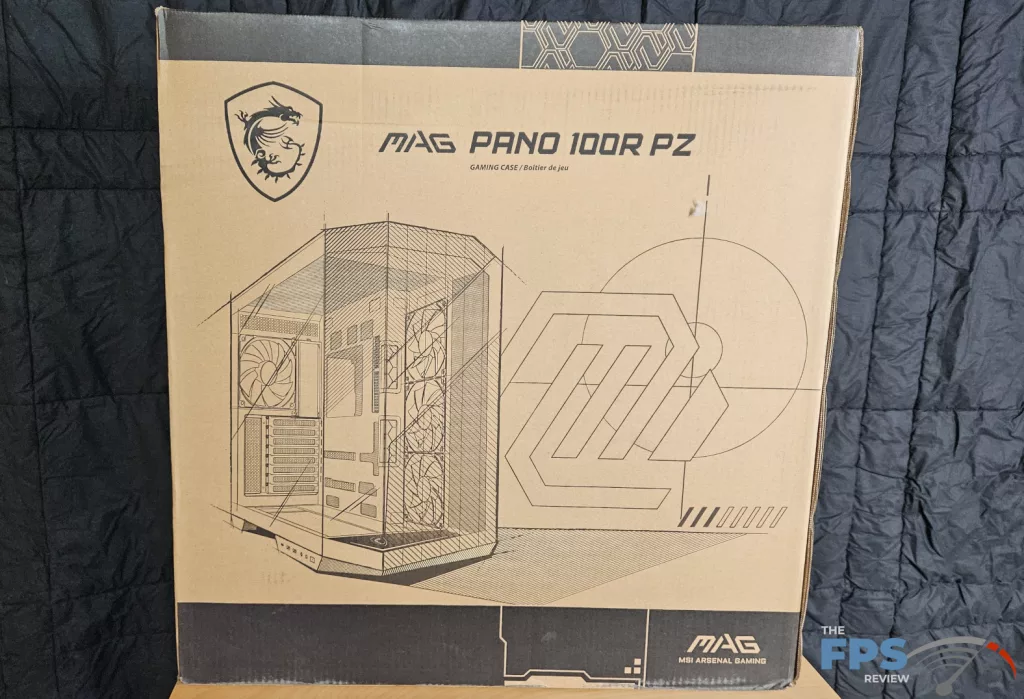 MAG PANO 100R PZ
GAMING CASE / Boîtier de jeu
MAG
MSI ARSENAL GAMING
THE
FPS
REVIEW